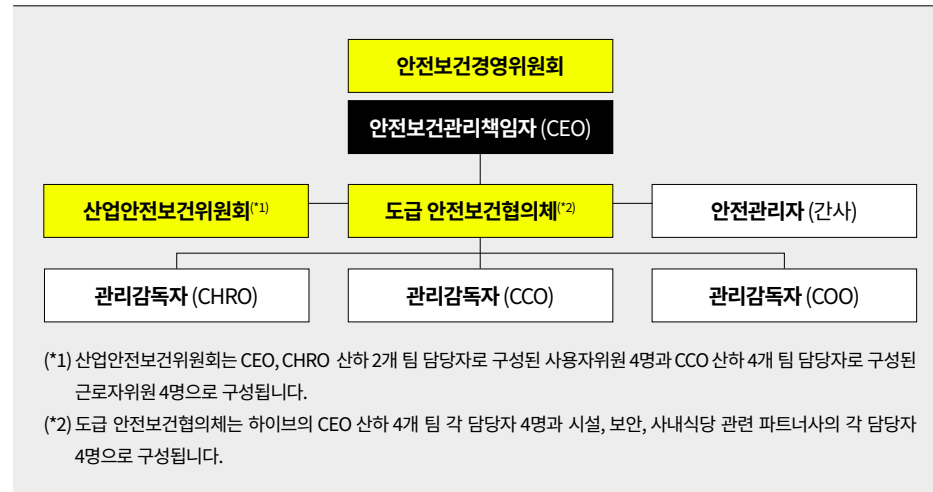 안전보건경영위원회
안전보건관리책임자 (CEO)
산업안전보건위원회(*1)
도급 안전보건협의체(*2)
안전관리자 (간사)
관리감독자 (CHRO)
관리감독자 (CCO)
관리감독자 (COO)
(*1) 산업안전보건위원회는 CEO, CHRO 산하 2개 팀 담당자로 구성된 사용자위원 4명과 CCO 산하 4개 팀 담당자로 구성된
근로자위원 4명으로 구성됩니다.
(*2) 도급 안전보건협의체는 하이브의 CEO 산하 4개 팀 각 담당자 4명과 시설, 보안, 사내식당 관련 파트너사의 각 담당자
4명으로 구성됩니다.